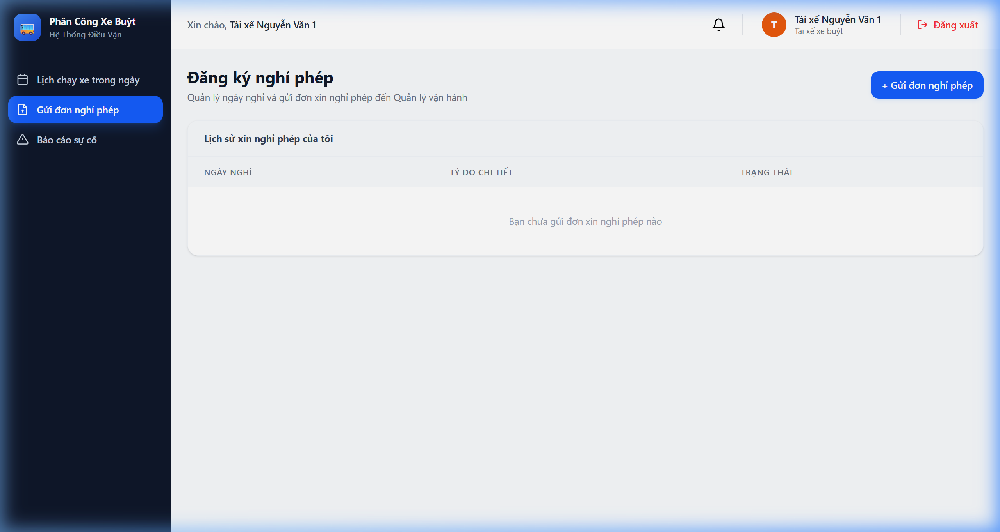 Phân Công Xe Buýt
Hệ Thống Điều Vận
Lịch chạy xe trong ngày
Gửi đơn nghỉ phép
Báo cáo sự cố
Xin chào, Tài xế Nguyễn Văn 1
T
Tài xế Nguyễn Văn 1
Tài xế xe buýt
Đăng xuất
Đăng ký nghỉ phép
Quản lý ngày nghỉ và gửi đơn xin nghỉ phép đến Quản lý vận hành
+ Gửi đơn nghỉ phép
Lịch sử xin nghỉ phép của tôi
NGÀY NGHỈ LÝ DO CHI TIẾT TRẠNG THÁI
Bạn chưa gửi đơn xin nghỉ phép nào